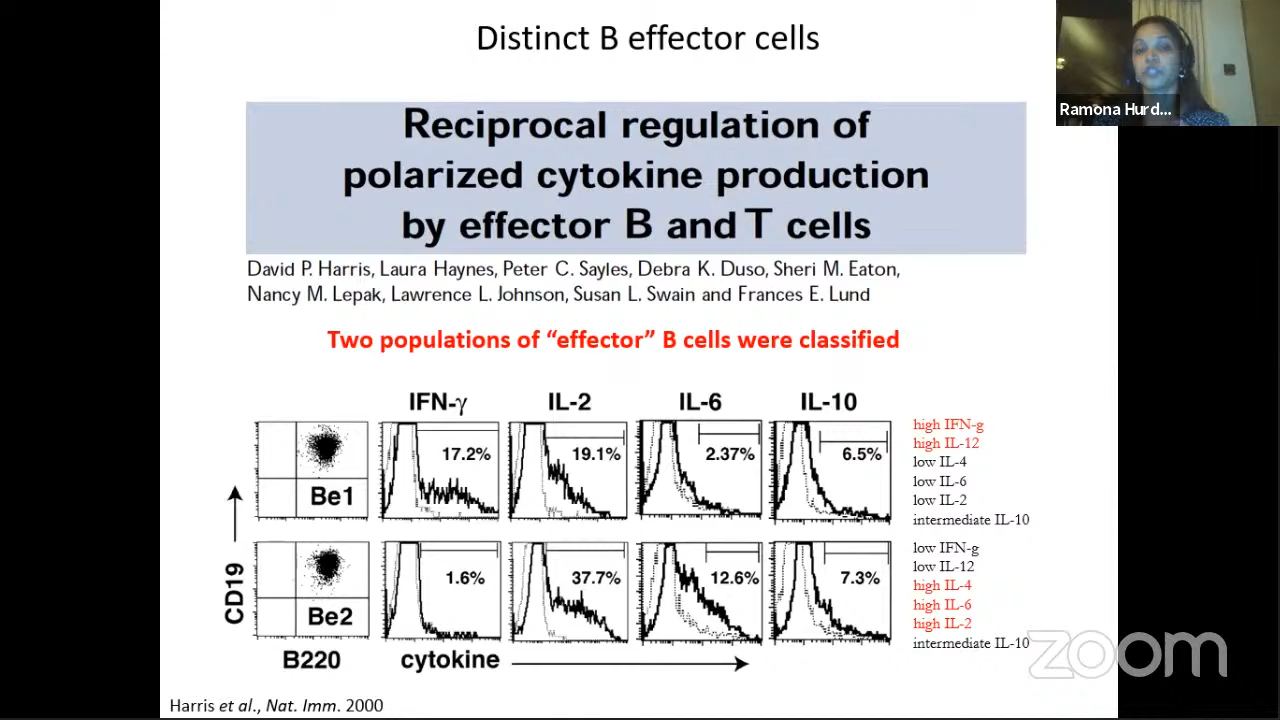 Distinct B effector cells
Ramona Hurd...
Reciprocal regulation of
polarized cytokine production
by effector B and T cells
David P. Harris, Laura Haynes, Peter C. Sayles, Debra K. Duso, Sheri M. Eaton,
Nancy M. Lepak, Lawrence L. Johnson, Susan L. Swain and Frances E. Lund
Two populations of “effector” B cells were classified
IFN-γ IL-2 IL-6 IL-10
17.2% 19.1% 2.37% 6.5%
Be1
high IFN-g
high IL-12
low IL-4
low IL-6
low IL-2
intermediate IL-10
1.6% 37.7% 12.6% 7.3%
Be2
low IFN-g
low IL-12
high IL-4
high IL-6
high IL-2
intermediate IL-10
CD19
B220 cytokine
zoom
Harris et al., Nat. Imm. 2000